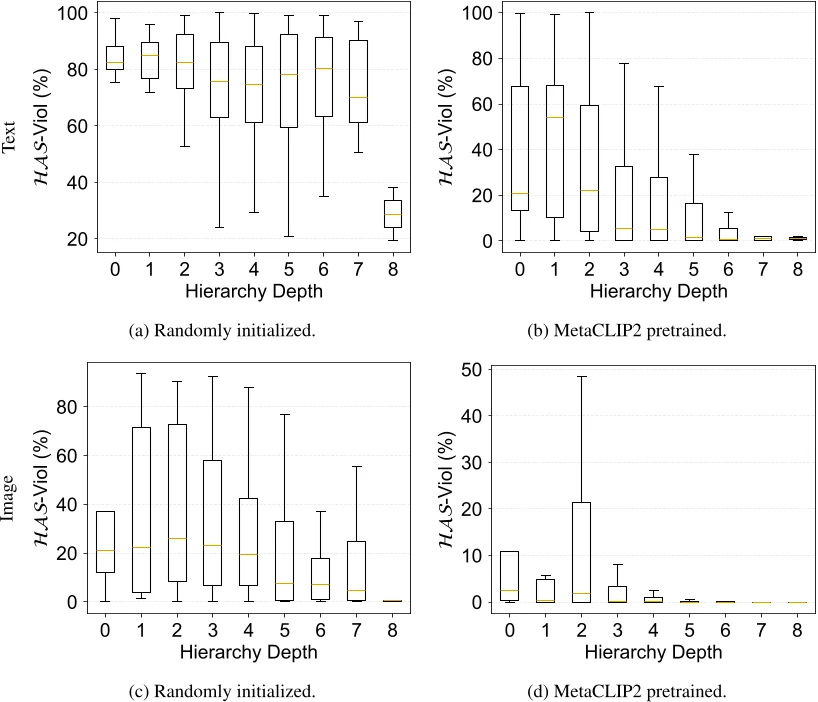 Text
ℋ𝒜𝒮-Viol (%)
100
80
60
40
20
0 1 2 3 4 5 6 7 8
Hierarchy Depth
(a) Randomly initialized.
ℋ𝒜𝒮-Viol (%)
100
80
60
40
20
0
0 1 2 3 4 5 6 7 8
Hierarchy Depth
(b) MetaCLIP2 pretrained.
Image
ℋ𝒜𝒮-Viol (%)
80
60
40
20
0
0 1 2 3 4 5 6 7 8
Hierarchy Depth
(c) Randomly initialized.
ℋ𝒜𝒮-Viol (%)
50
40
30
20
10
0
0 1 2 3 4 5 6 7 8
Hierarchy Depth
(d) MetaCLIP2 pretrained.